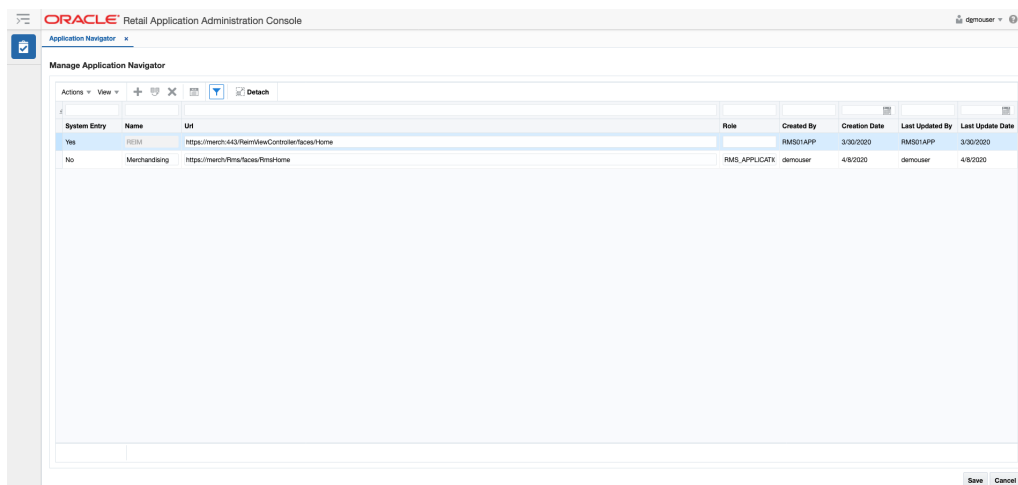 ORACLE® Retail Application Administration Console demouser
Application Navigator ×
Manage Application Navigator
Actions View Detach
System Entry Name Url Role Created By Creation Date Last Updated By Last Update Date
Yes REIM https://merch:443/ReimViewController/faces/Home RMS01APP 3/30/2020 RMS01APP 3/30/2020
No Merchandising https://merch/Rms/faces/RmsHome RMS_APPLICATIC demouser 4/8/2020 demouser 4/8/2020
Save Cancel